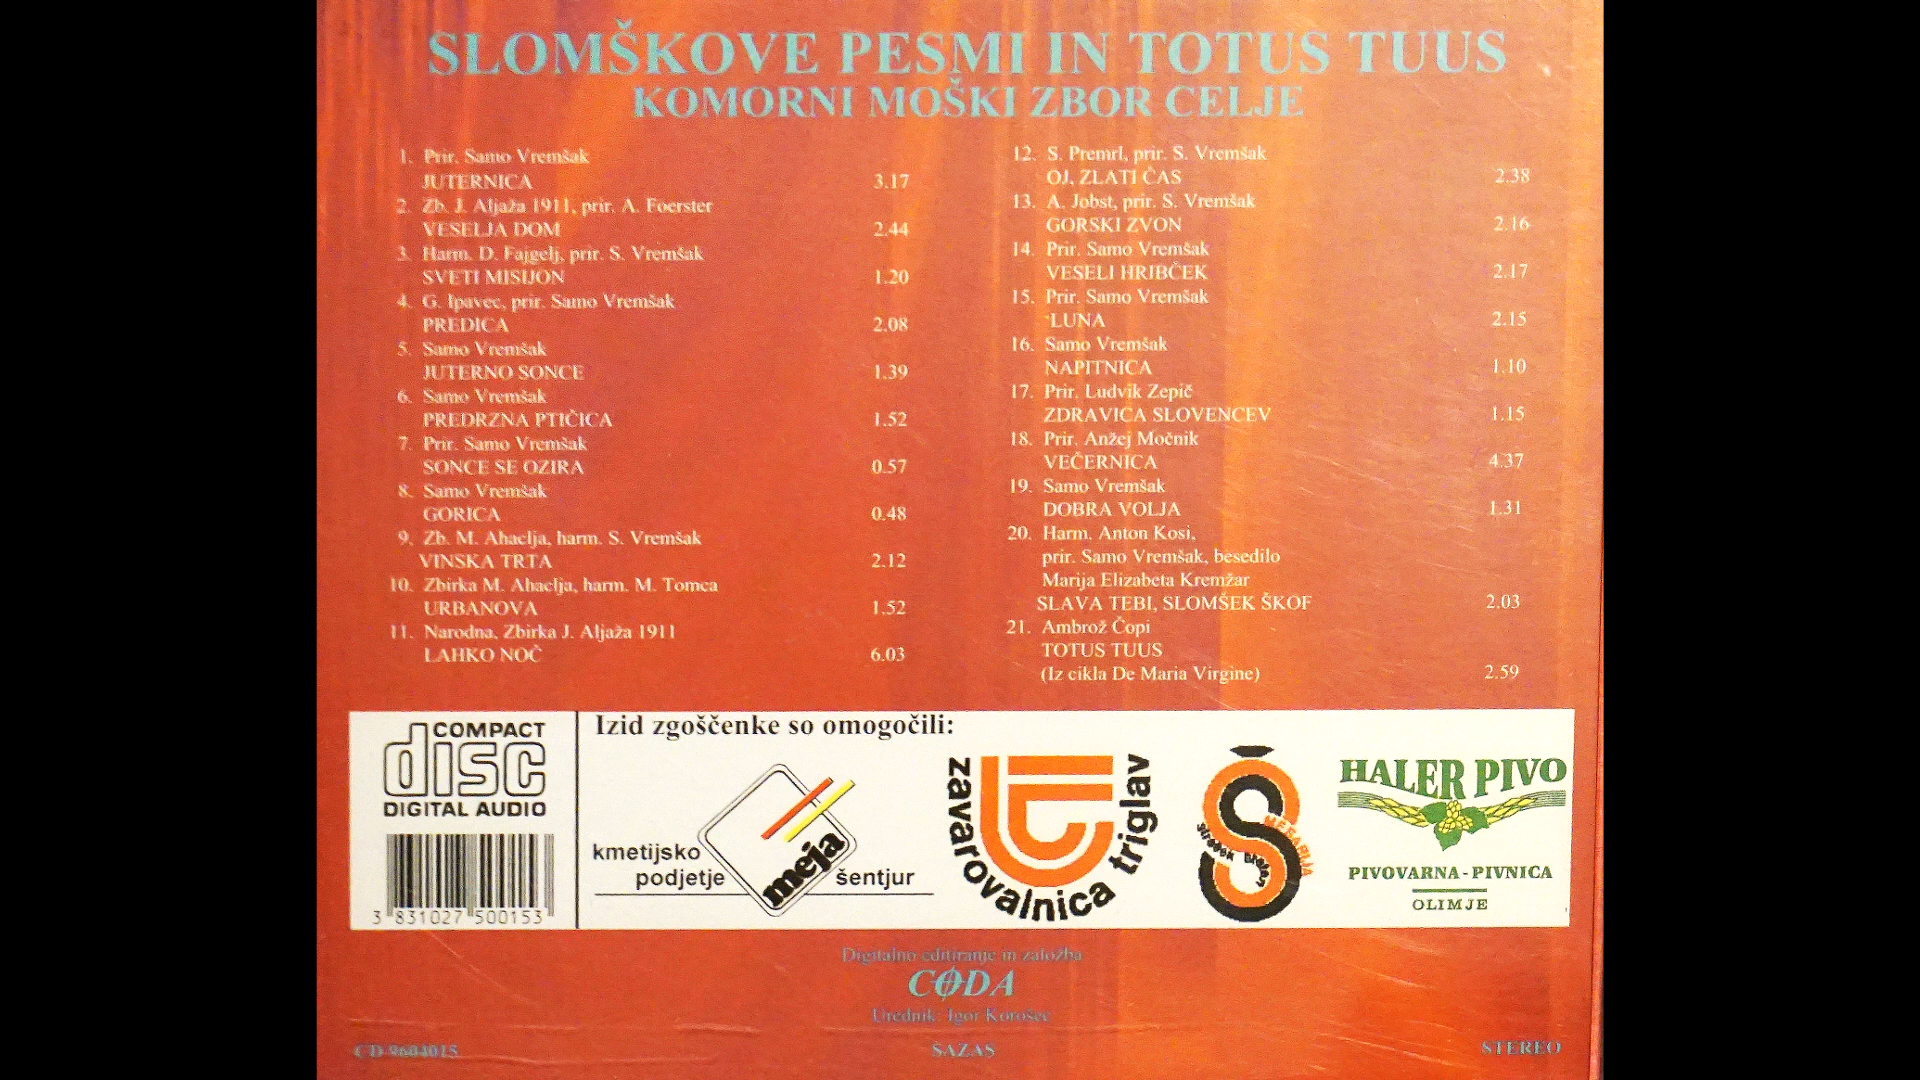 SLOMŠKOVE PESMI IN TOTUS TUUS
KOMORNI MOŠKI ZBOR CELJE
1. Prir. Samo Vremšak
JUTERNICA 3.17
2. Zb. J. Aljaža 1911, prir. A. Foerster
VESELJA DOM 2.44
3. Harm. D. Fajgelj, prir. S. Vremšak
SVETI MISIJON 1.20
4. G. Ipavec, prir. Samo Vremšak
PREDICA 2.08
5. Samo Vremšak
JUTERNO SONCE 1.39
6. Samo Vremšak
PREDRZNA PTIČICA 1.52
7. Prir. Samo Vremšak
SONCE SE OZIRA 0.57
8. Samo Vremšak
GORICA 0.48
9. Zb. M. Ahaclja, harm. S. Vremšak
VINSKA TRTA 2.12
10. Zbirka M. Ahaclja, harm. M. Tomca
URBANOVA 1.52
11. Narodna, Zbirka J. Aljaža 1911
LAHKO NOČ 6.03
12. S. Premrl, prir. S. Vremšak
OJ, ZLATI ČAS 2.38
13. A. Jobst, prir. S. Vremšak
GORSKI ZVON 2.16
14. Prir. Samo Vremšak
VESELI HRIBČEK 2.17
15. Prir. Samo Vremšak
LUNA 2.15
16. Samo Vremšak
NAPITNICA 1.10
17. Prir. Ludvik Zepič
ZDRAVICA SLOVENCEV 1.15
18. Prir. Anžej Močnik
VEČERNICA 4.37
19. Samo Vremšak
DOBRA VOLJA 1.31
20. Harm. Anton Kosi,
prir. Samo Vremšak, besedilo
Marija Elizabeta Kremžar
SLAVA TEBI, SLOMŠEK ŠKOF 2.03
21. Ambrož Čopi
TOTUS TUUS
(Iz cikla De Maria Virgine) 2.59
COMPACT
disc
DIGITAL AUDIO
3 831027 500153
Izid zgoščenke so omogočili:
kmetijsko
podjetje
meja
šentjur
zavarovalnica triglav
MESARIJA
HALER PIVO
PIVOVARNA - PIVNICA
OLIMJE
Digitalno editiranje in založba
CODA
Urednik: Igor Korošec
CD 9604015
SAZAS
STEREO